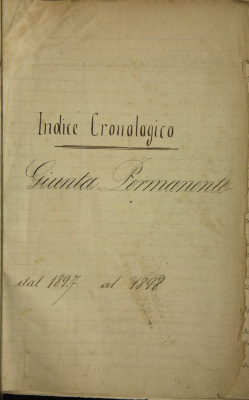 Indice Cronologico
Giunta Permanente
dal 1897 al 1898